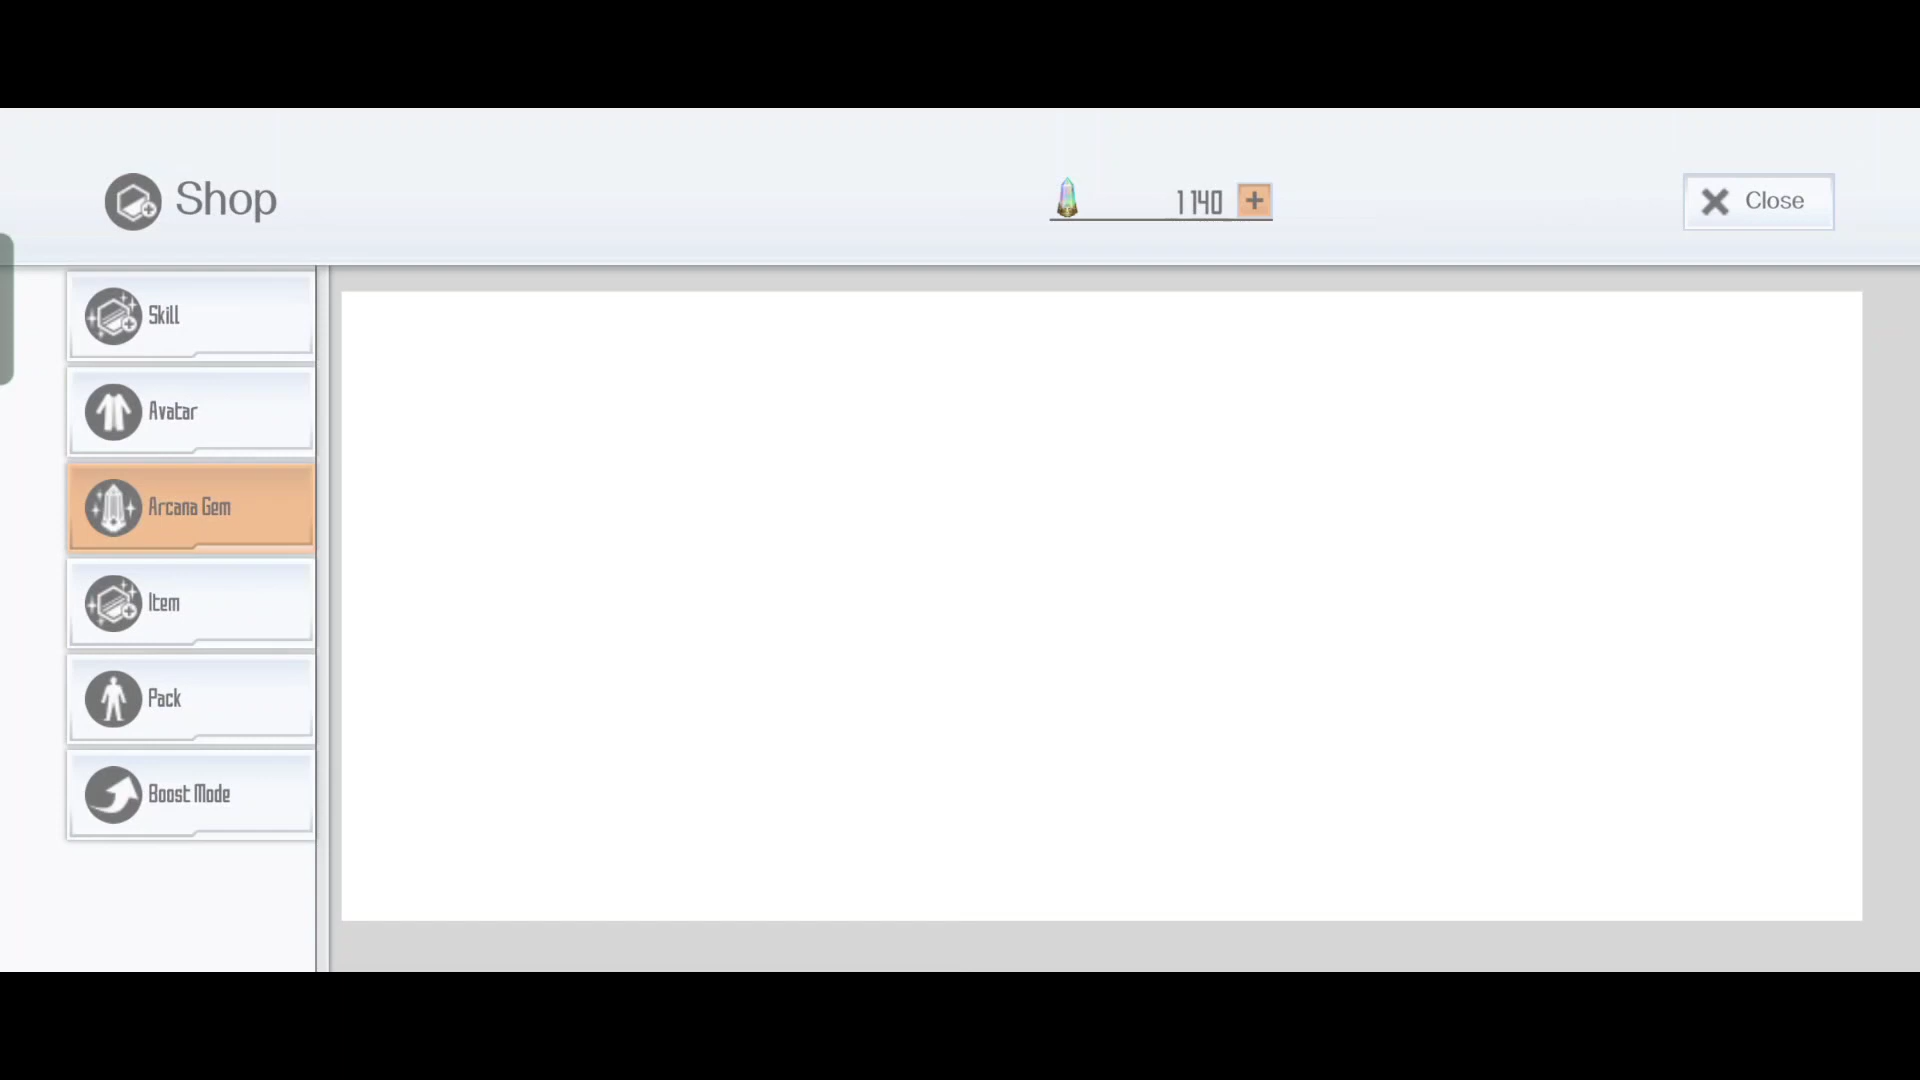 Shop
1140
Close
Skill
Avatar
Arcana Gem
Item
Pack
Boost Mode